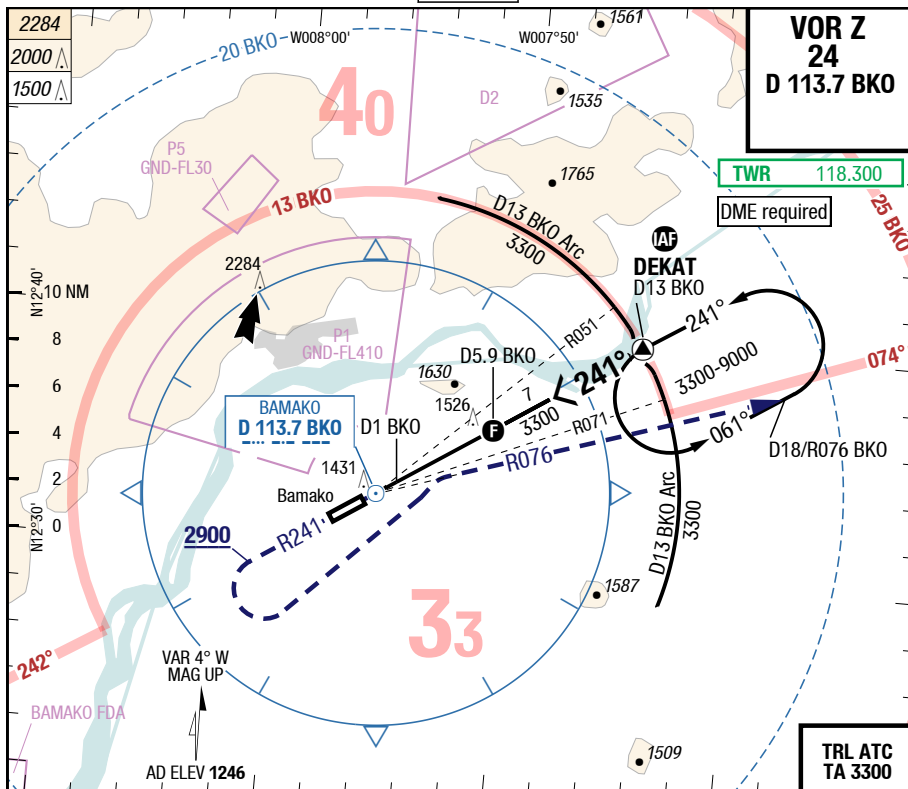 2284
2000
1500
1561
W008°00'
W007°50'
20 BKO
VOR Z
24
D 113.7 BKO
40
D2
1535
P5
GND-FL30
1765
TWR 118.300
DME required
13 BKO
D13 BKO Arc
3300
25 BKO
IAF
DEKAT
D13 BKO
2284
N12°40'
10 NM
8
6
4
2
0
N12°30'
P1
GND-FL410
R051
241°
241°
074°
D5.9 BKO
1630
7
3300
3300-9000
1526
R071
061°
BAMAKO
D 113.7 BKO
D1 BKO
F
R076
D18/R076 BKO
1431
Bamako
R241
2900
D13 BKO Arc
3300
33
1587
242°
VAR 4° W
MAG UP
BAMAKO FDA
AD ELEV 1246
1509
TRL ATC
TA 3300